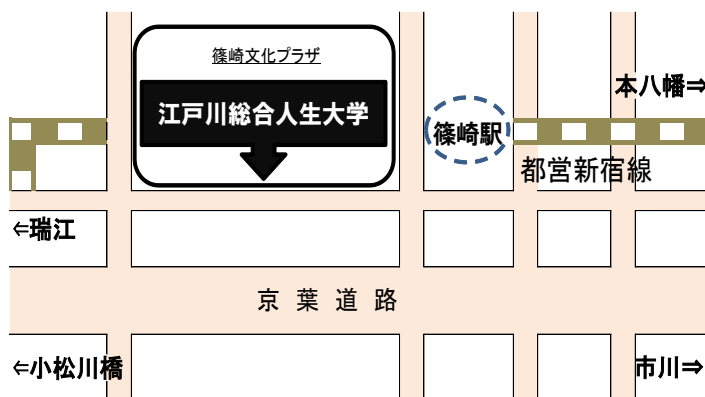 篠崎文化プラザ
江戸川総合人生大学
本八幡⇒
篠崎駅
都営新宿線
⇐瑞江
京葉道路
⇐小松川橋
市川⇒